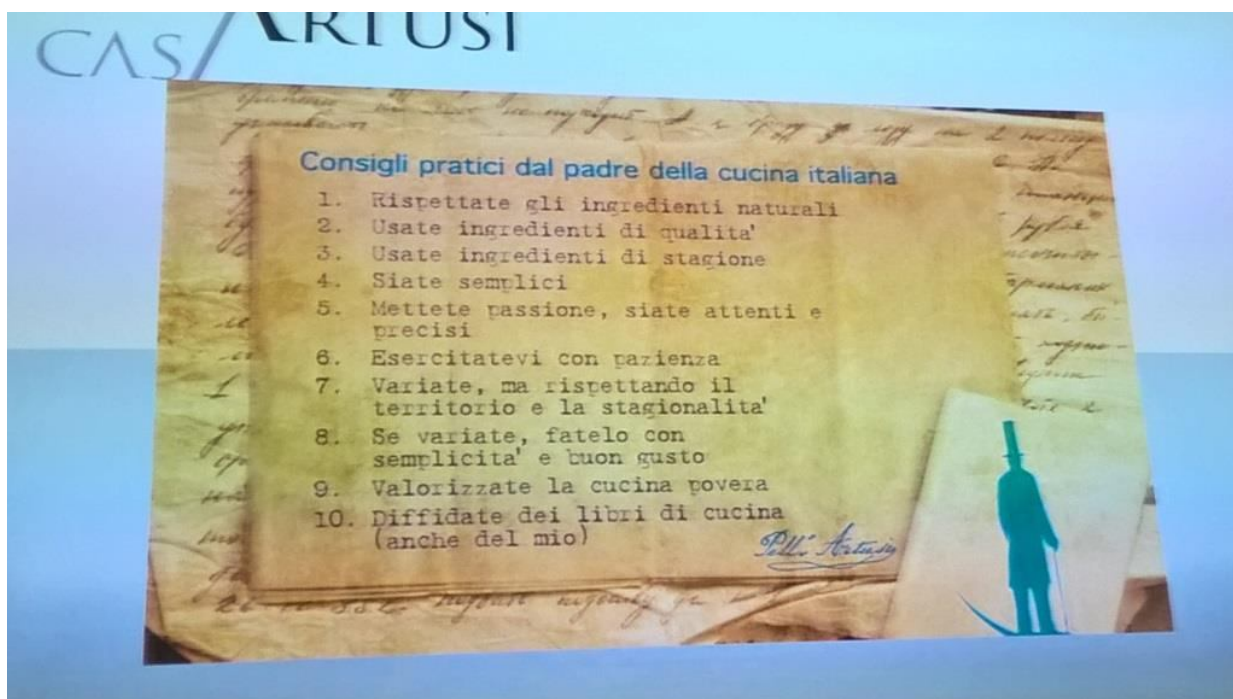 CASARTUSI
Consigli pratici dal padre della cucina italiana
1. Rispettate gli ingredienti naturali
2. Usate ingredienti di qualita'
3. Usate ingredienti di stagione
4. Siate semplici
5. Mettete passione, siate attenti e
precisi
6. Esercitatevi con pazienza
7. Variate, ma rispettando il
territorio e la stagionalita'
8. Se variate, fatelo con
semplicita' e buon gusto
9. Valorizzate la cucina povera
10. Diffidate dei libri di cucina
(anche del mio)
Pell.º Artusi